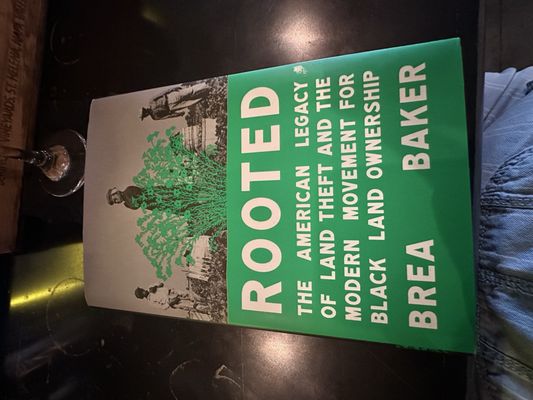 ROOTED
THE AMERICAN LEGACY
OF LAND THEFT AND THE
MODERN MOVEMENT FOR
BLACK LAND OWNERSHIP
BREA BAKER